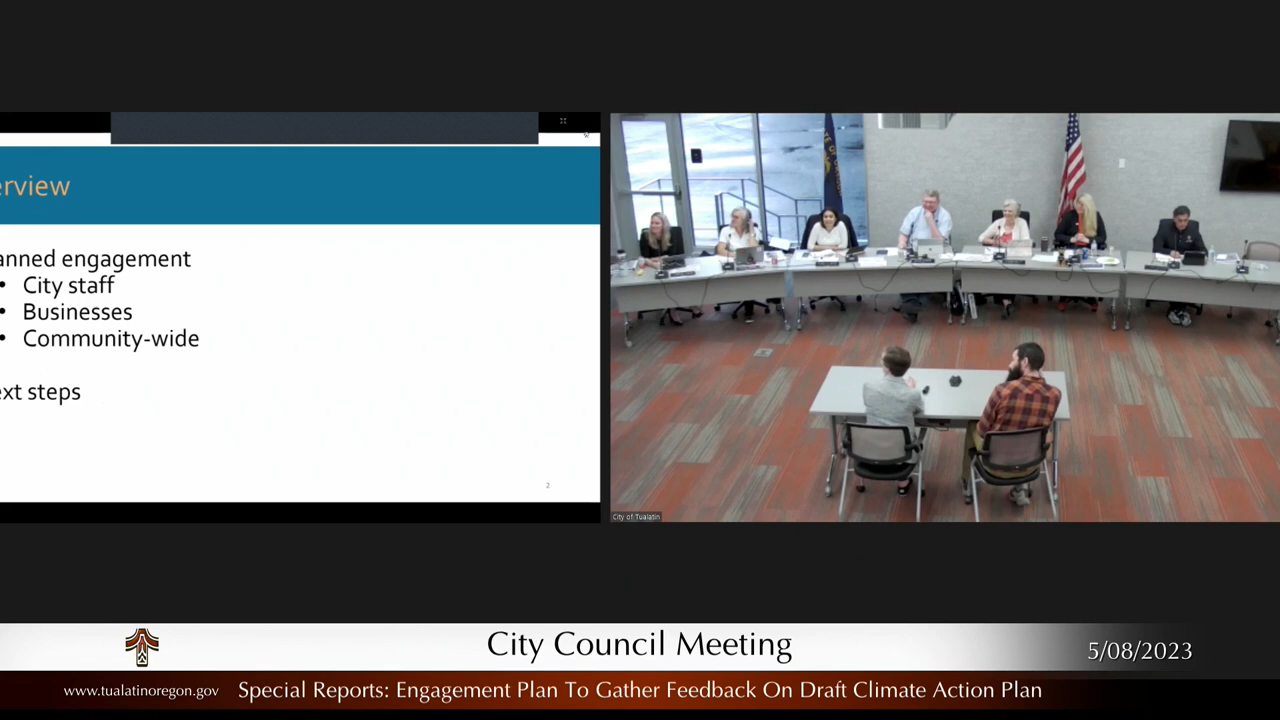 erview
anned engagement
• City staff
• Businesses
• Community-wide
ext steps
2
City of Tualatin
City Council Meeting
5/08/2023
www.tualatinoregon.gov
Special Reports: Engagement Plan To Gather Feedback On Draft Climate Action Plan